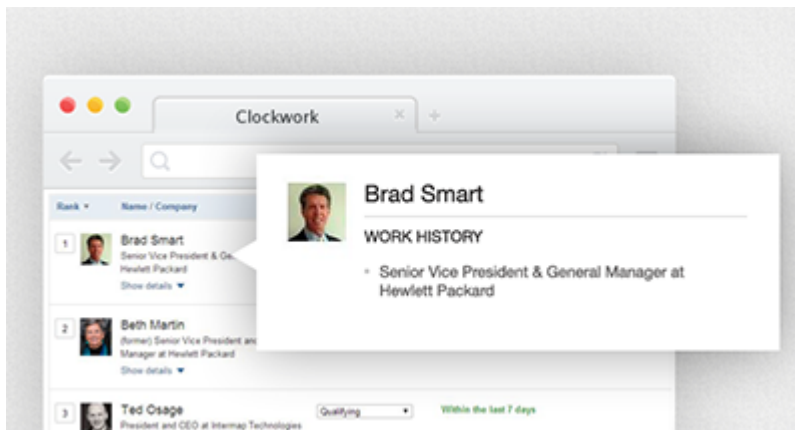 Clockwork
Rank
Name / Company
Brad Smart
WORK HISTORY
Senior Vice President & General Manager at
Hewlett Packard
1
Brad Smart
Senior Vice President & Ge
Hewlett Packard
Show details
2
Beth Martin
(former) Senior Vice President and
Manager at Hewlett Packard
Show details
3
Ted Osage
President and CEO at Intermap Technologies
Qualifying
Within the last 7 days